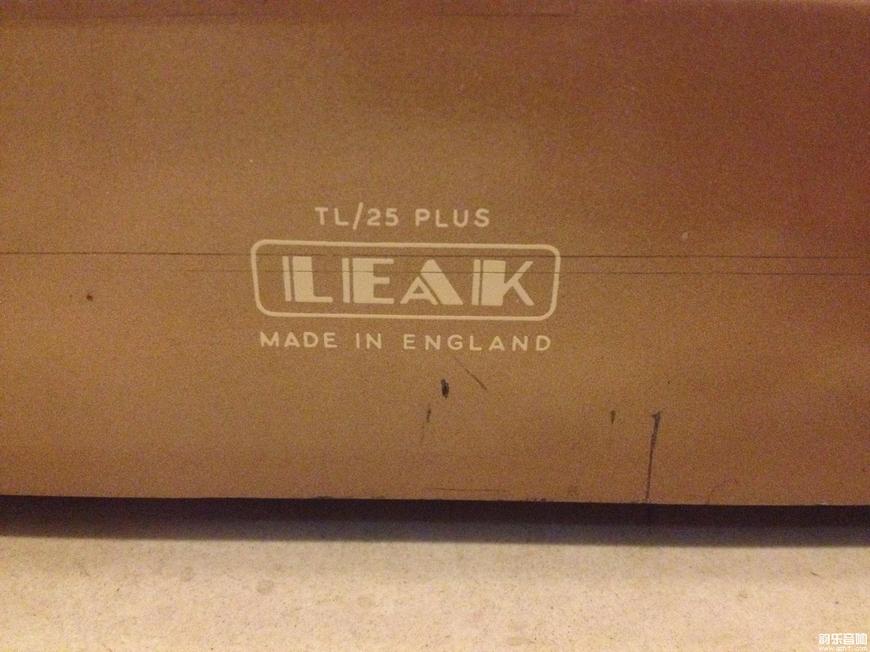 TL/25 PLUS
LEAK
MADE IN ENGLAND